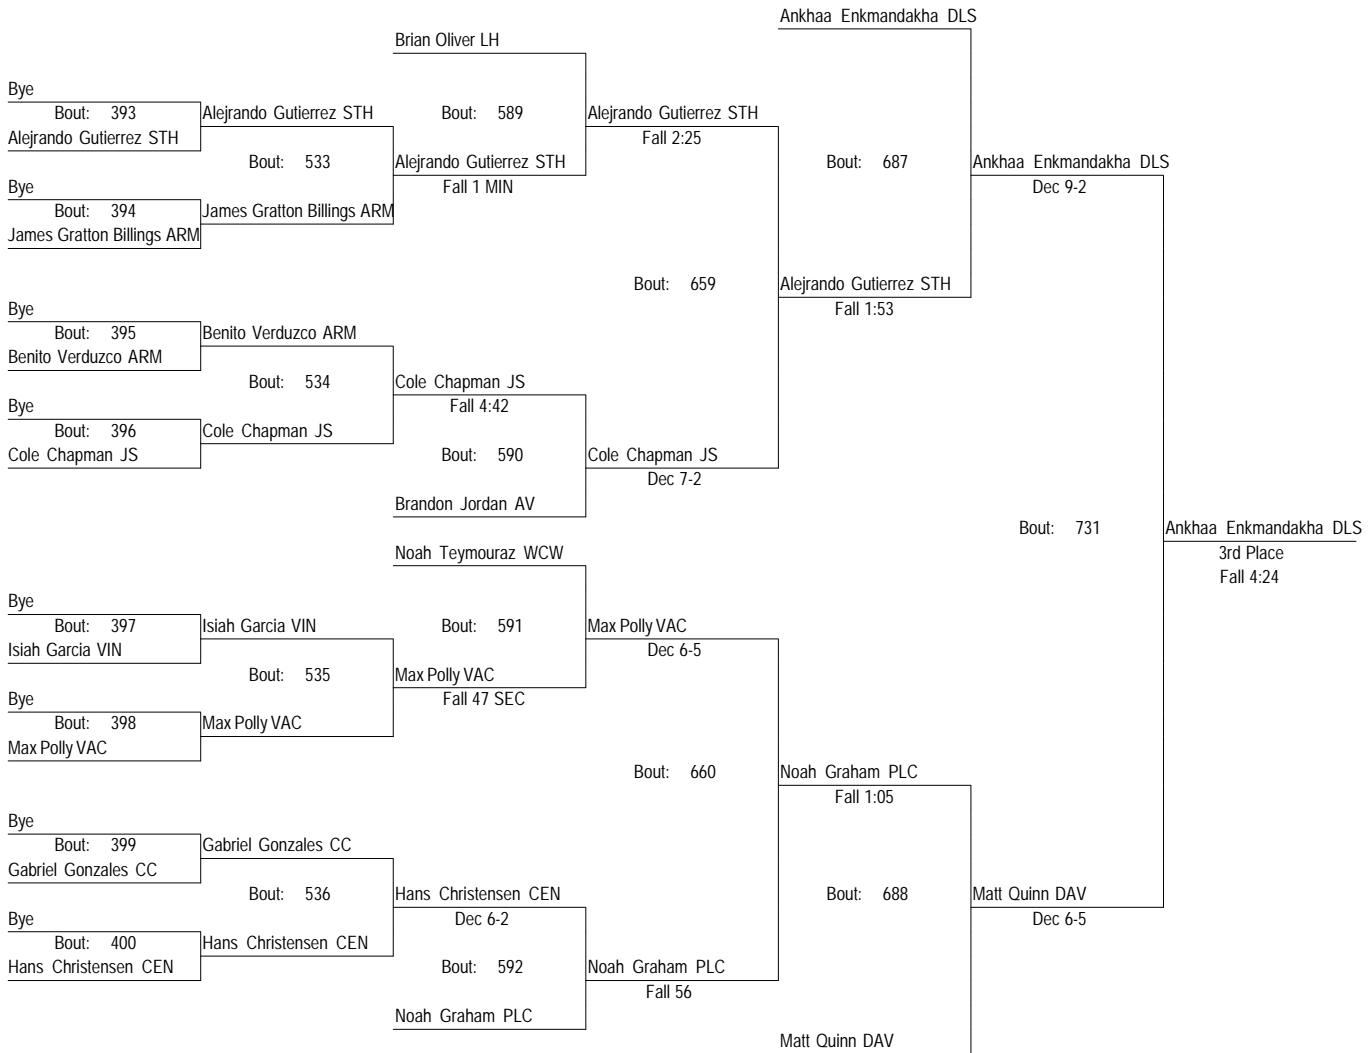 Ankhaa Enkmandakha DLS
Brian Oliver LH
Bye
Bout: 393
Alejrando Gutierrez STH
Alejrando Gutierrez STH
Bout: 589
Alejrando Gutierrez STH
Fall 2:25
Bout: 533
Alejrando Gutierrez STH
Fall 1 MIN
Bout: 687
Ankhaa Enkmandakha DLS
Dec 9-2
Bye
Bout: 394
James Gratton Billings ARM
James Gratton Billings ARM
Bout: 659
Alejrando Gutierrez STH
Fall 1:53
Bye
Bout: 395
Benito Verduzco ARM
Benito Verduzco ARM
Bout: 534
Cole Chapman JS
Fall 4:42
Bye
Bout: 396
Cole Chapman JS
Cole Chapman JS
Bout: 590
Cole Chapman JS
Dec 7-2
Brandon Jordan AV
Bout: 731
Ankhaa Enkmandakha DLS
3rd Place
Fall 4:24
Noah Teymouraz WCW
Bye
Bout: 397
Isiah Garcia VIN
Isiah Garcia VIN
Bout: 591
Max Polly VAC
Dec 6-5
Bout: 535
Max Polly VAC
Fall 47 SEC
Bye
Bout: 398
Max Polly VAC
Max Polly VAC
Bout: 660
Noah Graham PLC
Fall 1:05
Bye
Bout: 399
Gabriel Gonzales CC
Gabriel Gonzales CC
Bout: 536
Hans Christensen CEN
Dec 6-2
Bout: 688
Matt Quinn DAV
Dec 6-5
Bye
Bout: 400
Hans Christensen CEN
Hans Christensen CEN
Bout: 592
Noah Graham PLC
Fall 56
Noah Graham PLC
Matt Quinn DAV